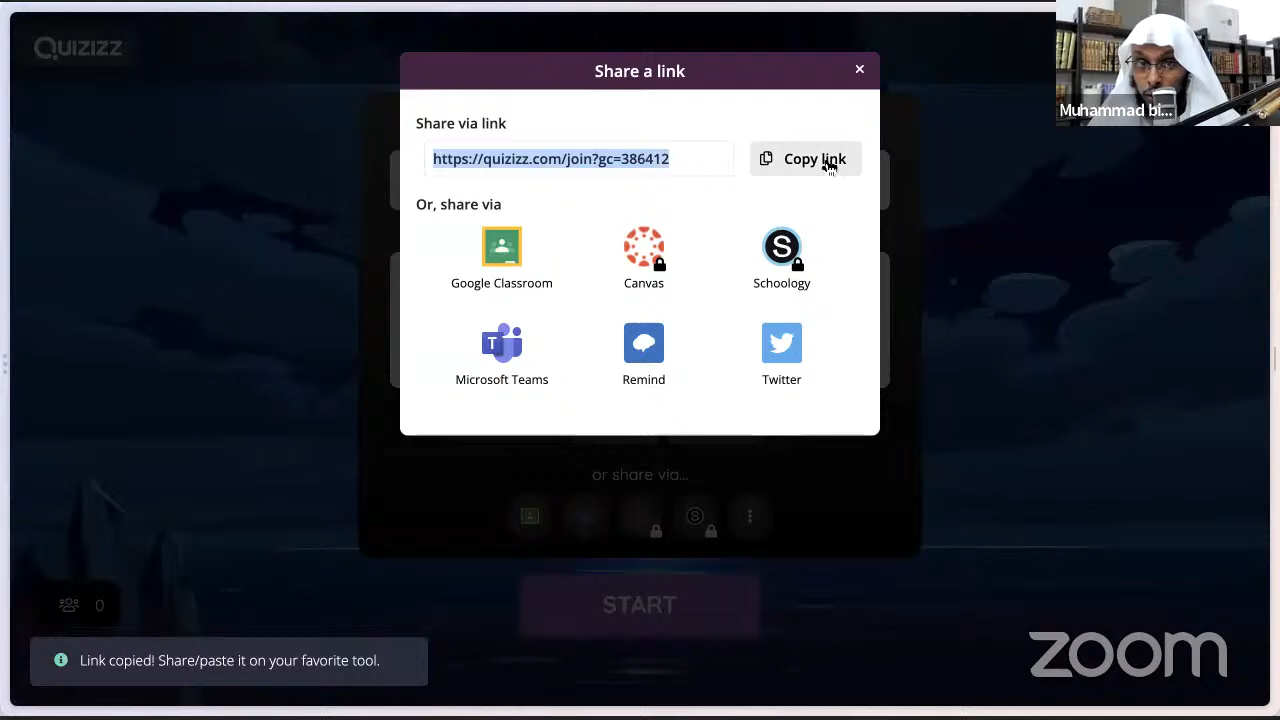 Quizizz
Share a link
Muhammad bi...
Share via link
https://quizizz.com/join?gc=386412
Copy link
Or, share via
Google Classroom
Canvas
S
Schoology
T
Microsoft Teams
Remind
Twitter
or share via...
S
0
START
Link copied! Share/paste it on your favorite tool.
zoom